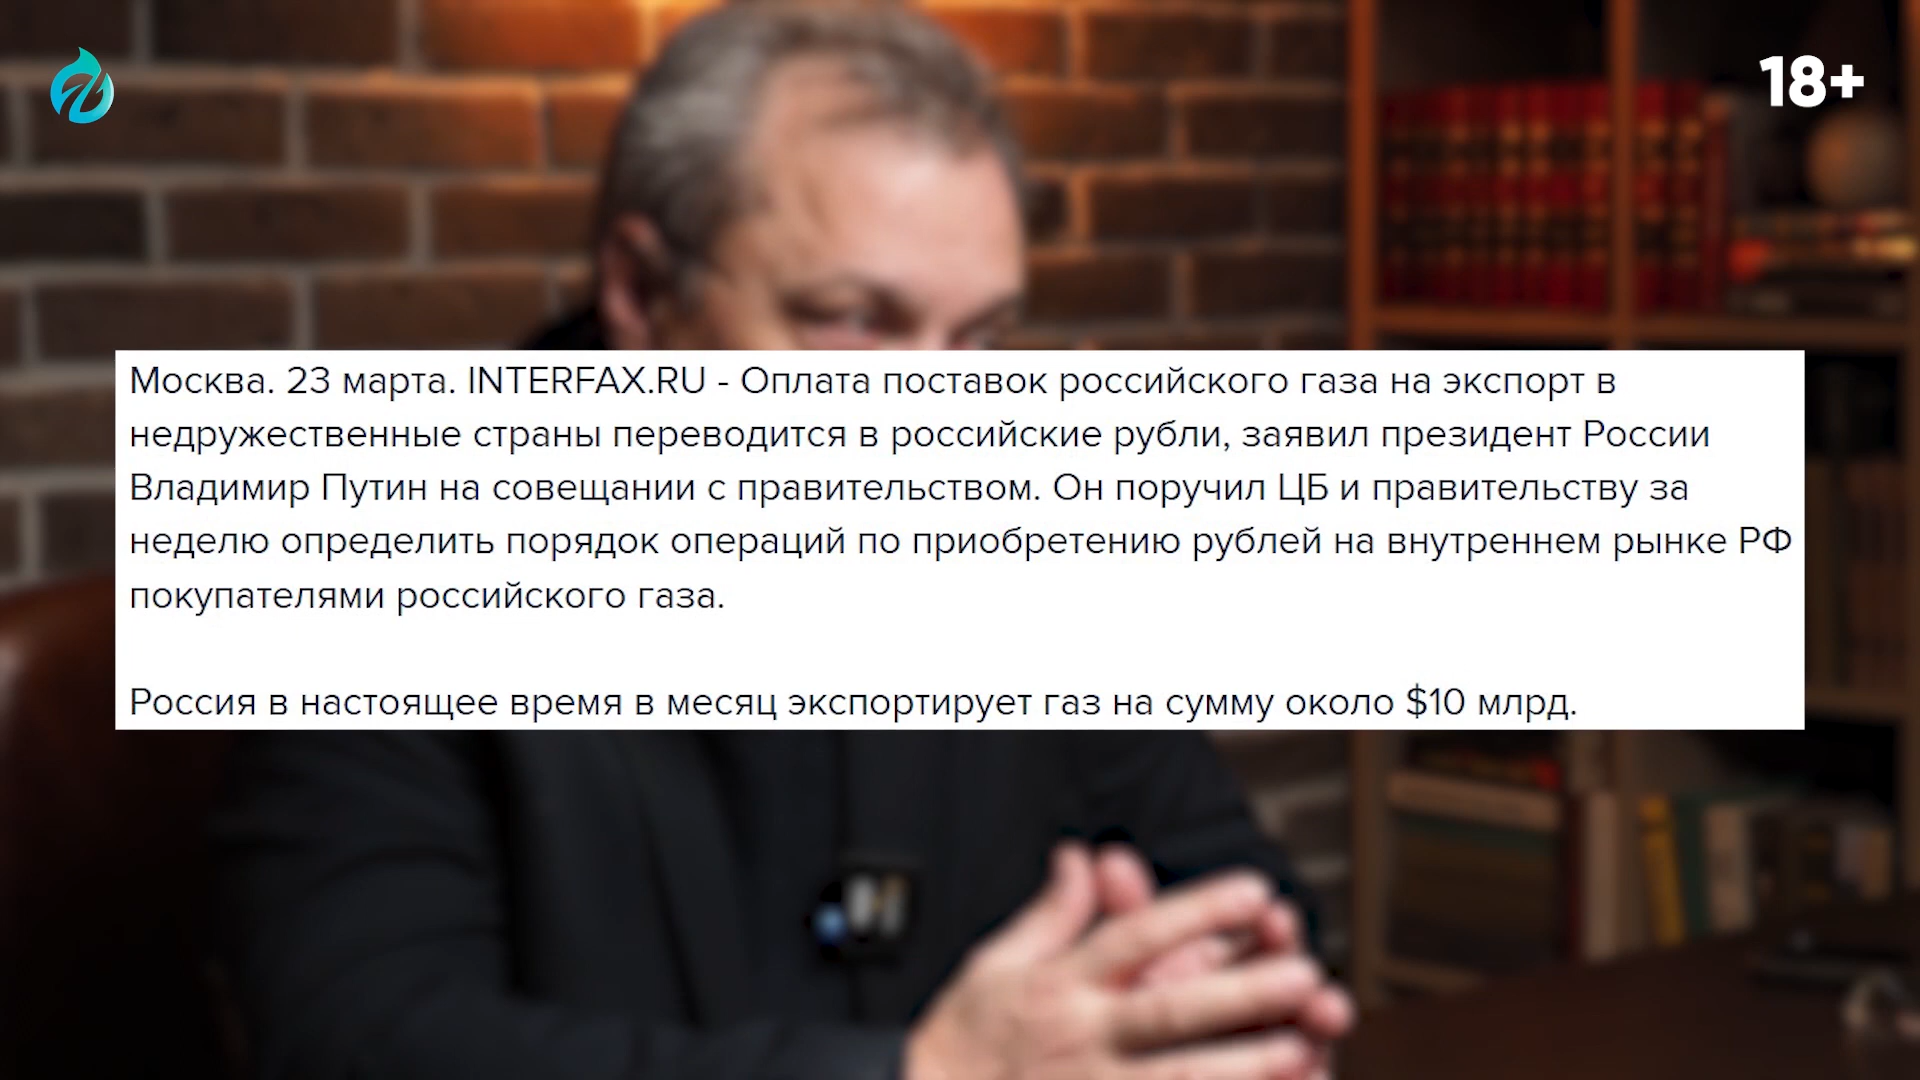 18+
Москва. 23 марта. INTERFAX.RU - Оплата поставок российского газа на экспорт в
недружественные страны переводится в российские рубли, заявил президент России
Владимир Путин на совещании с правительством. Он поручил ЦБ и правительству за
неделю определить порядок операций по приобретению рублей на внутреннем рынке РФ
покупателями российского газа.
Россия в настоящее время в месяц экспортирует газ на сумму около $10 млрд.